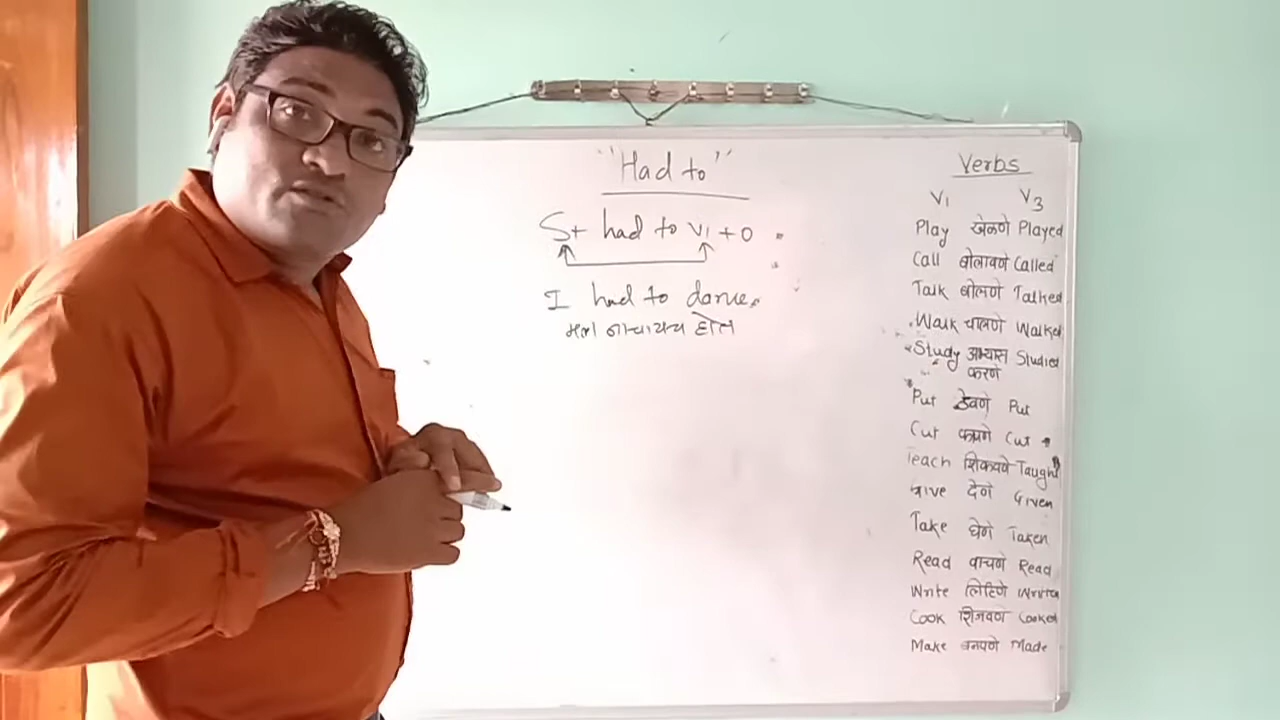 "Had to"
S+ had to V1 + O
I had to dance.
मला नाचायच होत
Verbs
V1 V3
Play खेळणे Played
Call बोलावणे Called
Talk बोलणे Talked
Walk चालणे Walked
Study अभ्यास Studied
करणे
Put ठेवणे Put
Cut कापणे Cut
Teach शिकवणे Taught
Give देणे Given
Take घेणे Taken
Read वाचणे Read
Write लिहिणे Written
Cook शिजवणे Cooked
Make बनवणे Made